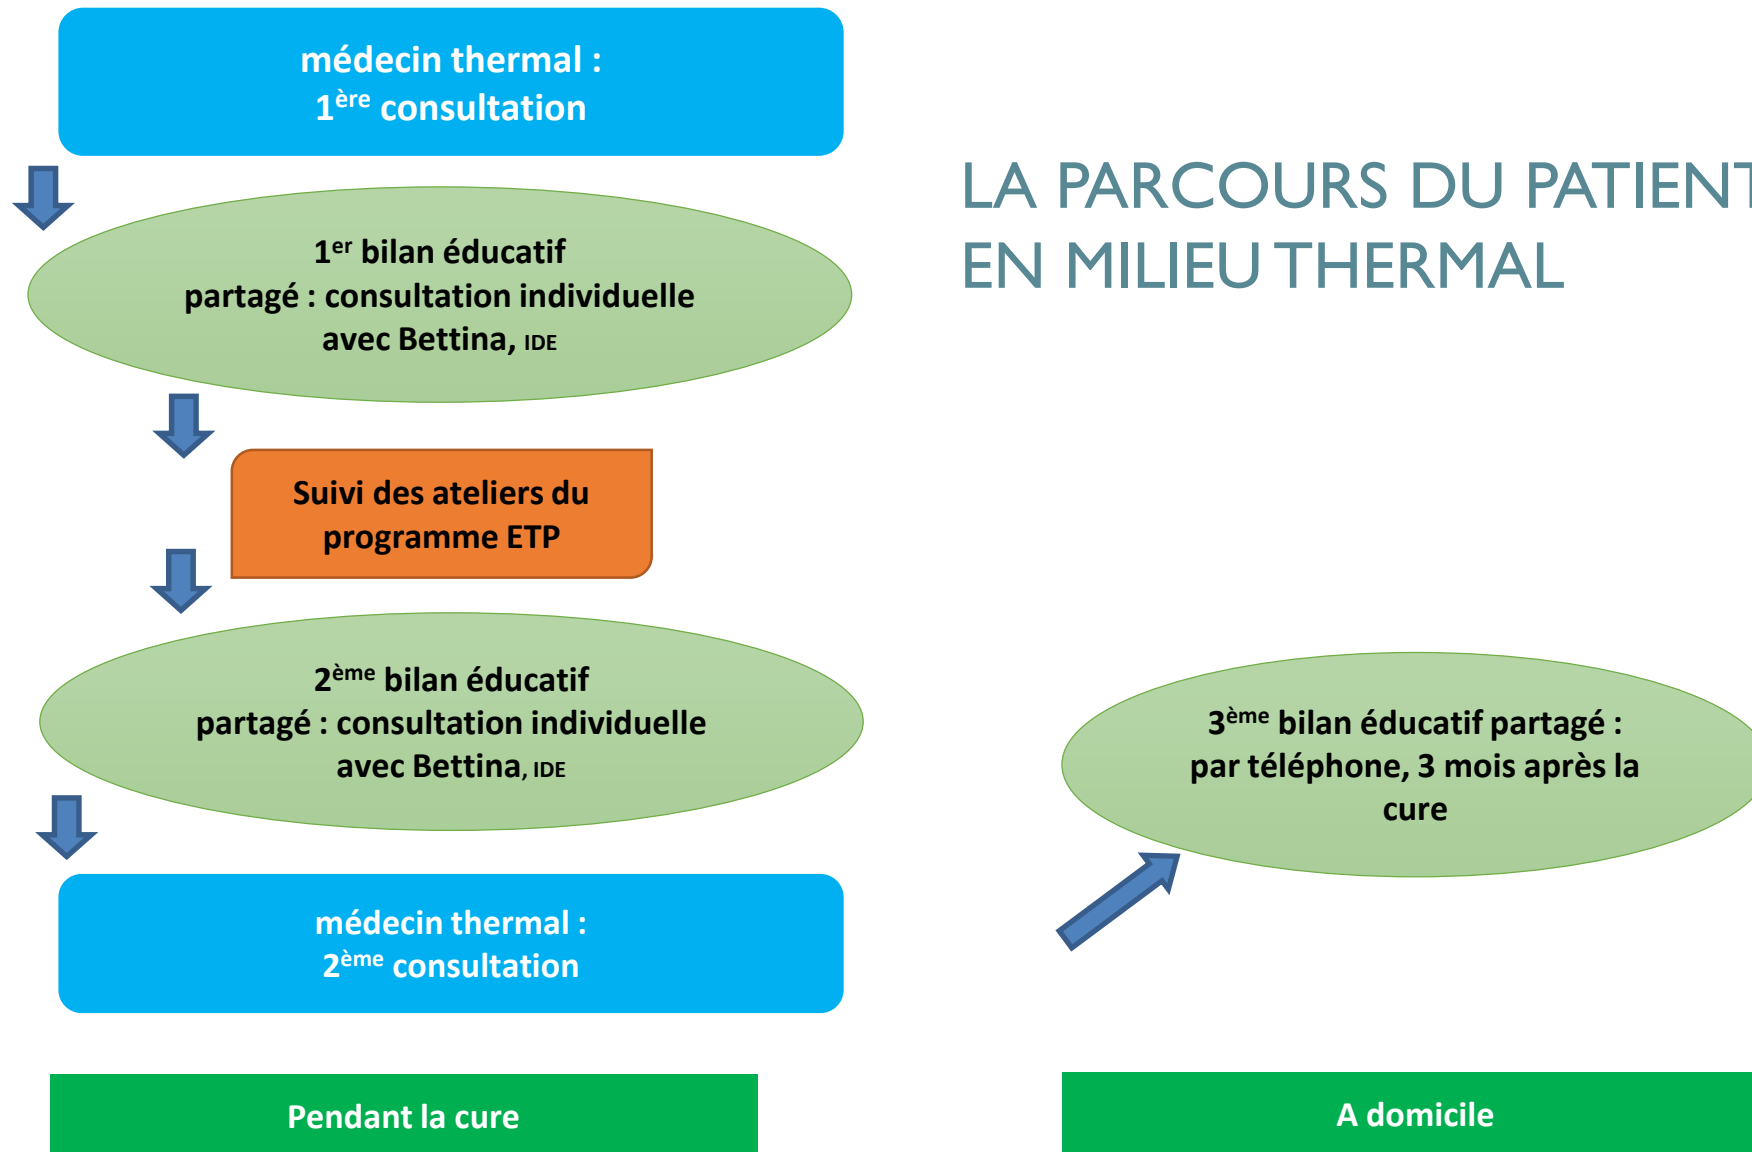 médecin thermal :
1ère consultation
LA PARCOURS DU PATIENT
EN MILIEU THERMAL
1er bilan éducatif
partagé : consultation individuelle
avec Bettina, IDE
Suivi des ateliers du
programme ETP
2ème bilan éducatif
partagé : consultation individuelle
avec Bettina, IDE
3ème bilan éducatif partagé :
par téléphone, 3 mois après la
cure
médecin thermal :
2ème consultation
Pendant la cure
A domicile